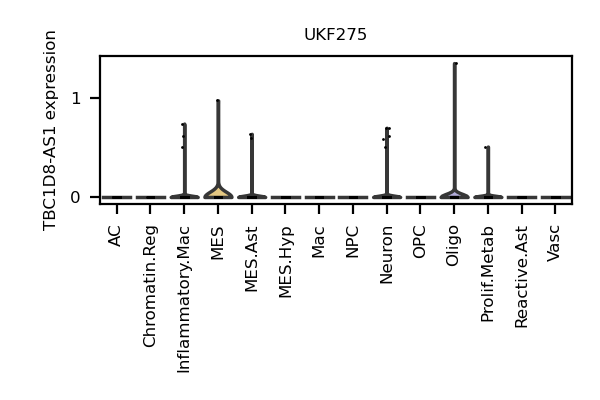 UKF275
TBC1D8-AS1 expression
1
0
AC
Chromatin.Reg
Inflammatory.Mac
MES
MES.Ast
MES.Hyp
Mac
NPC
Neuron
OPC
Oligo
Prolif.Metab
Reactive.Ast
Vasc